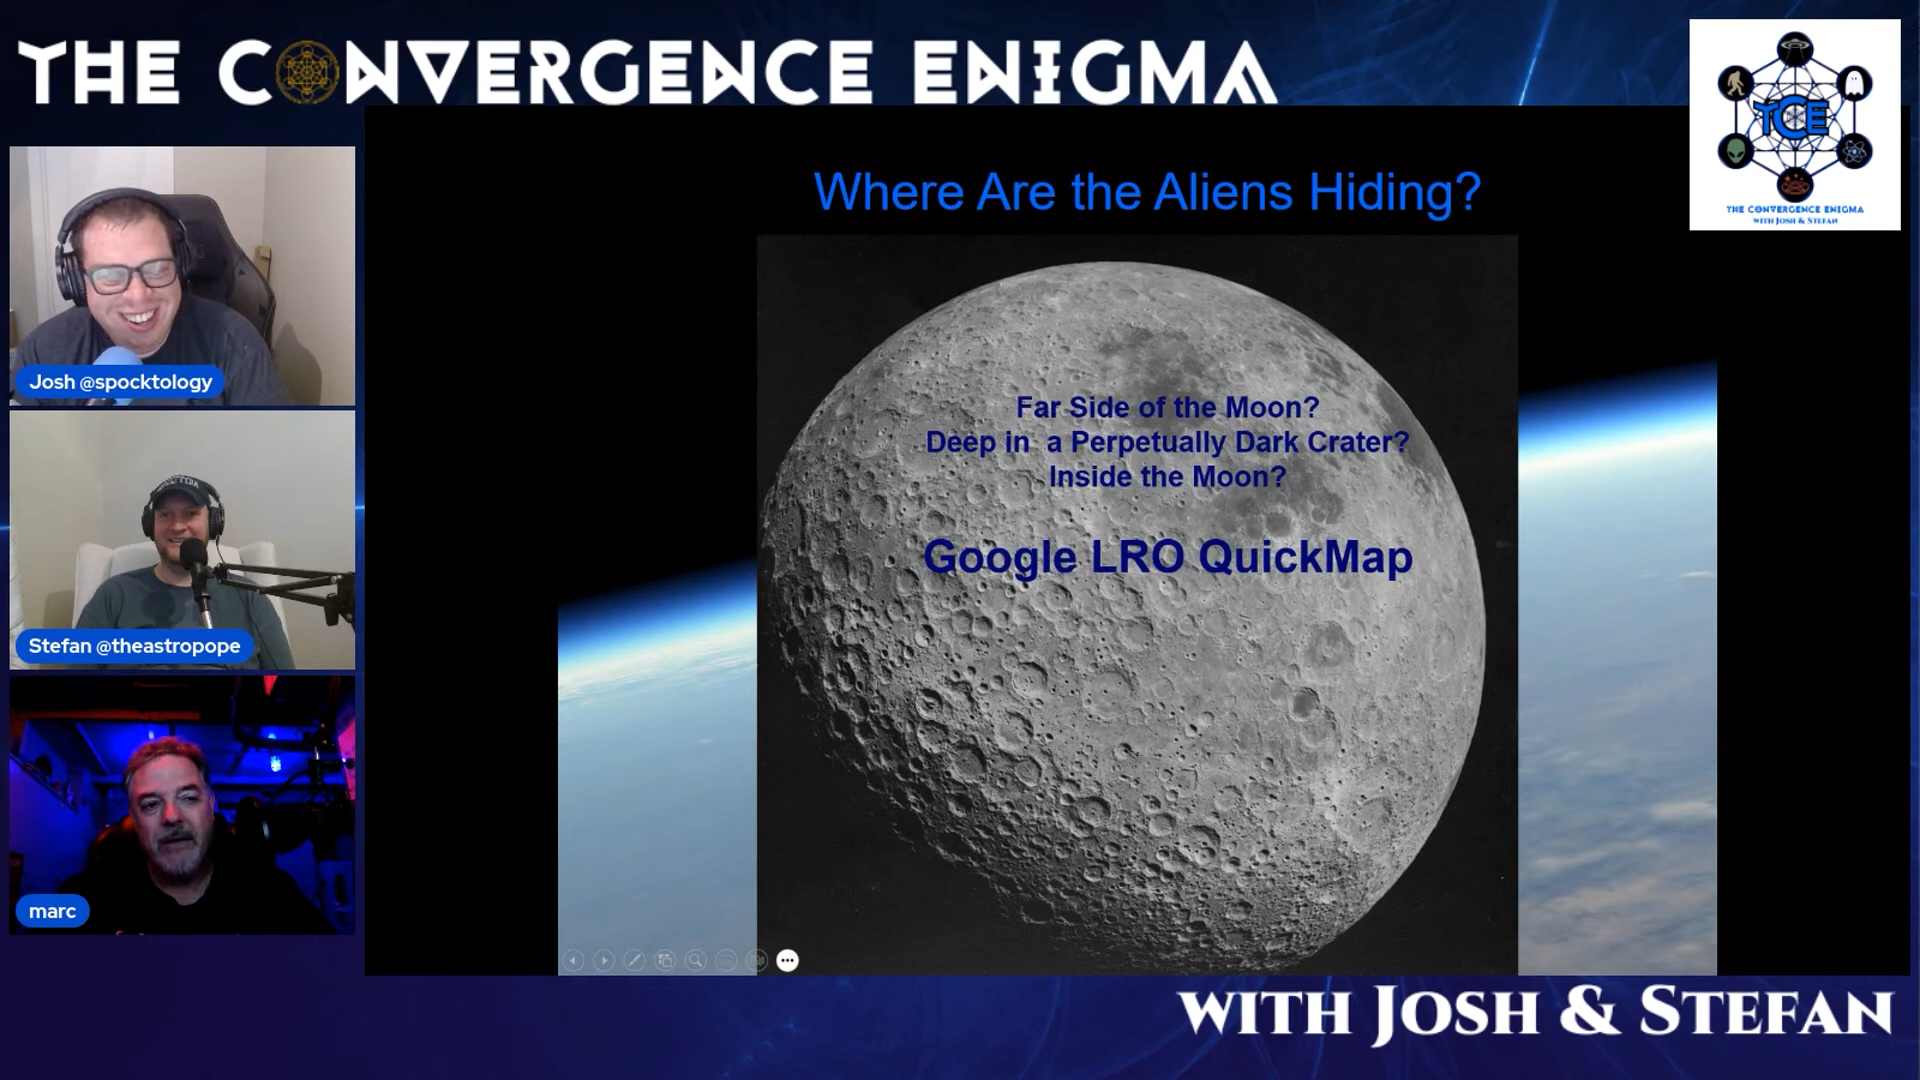 THE CONVERGENCE ENIGMA
TCE
THE CONVERGENCE ENIGMA
WITH JOSH & STEFAN
Where Are the Aliens Hiding?
Far Side of the Moon?
Deep in a Perpetually Dark Crater?
Inside the Moon?
Google LRO QuickMap
Josh @spocktology
Stefan @theastropope
marc
WITH JOSH & STEFAN